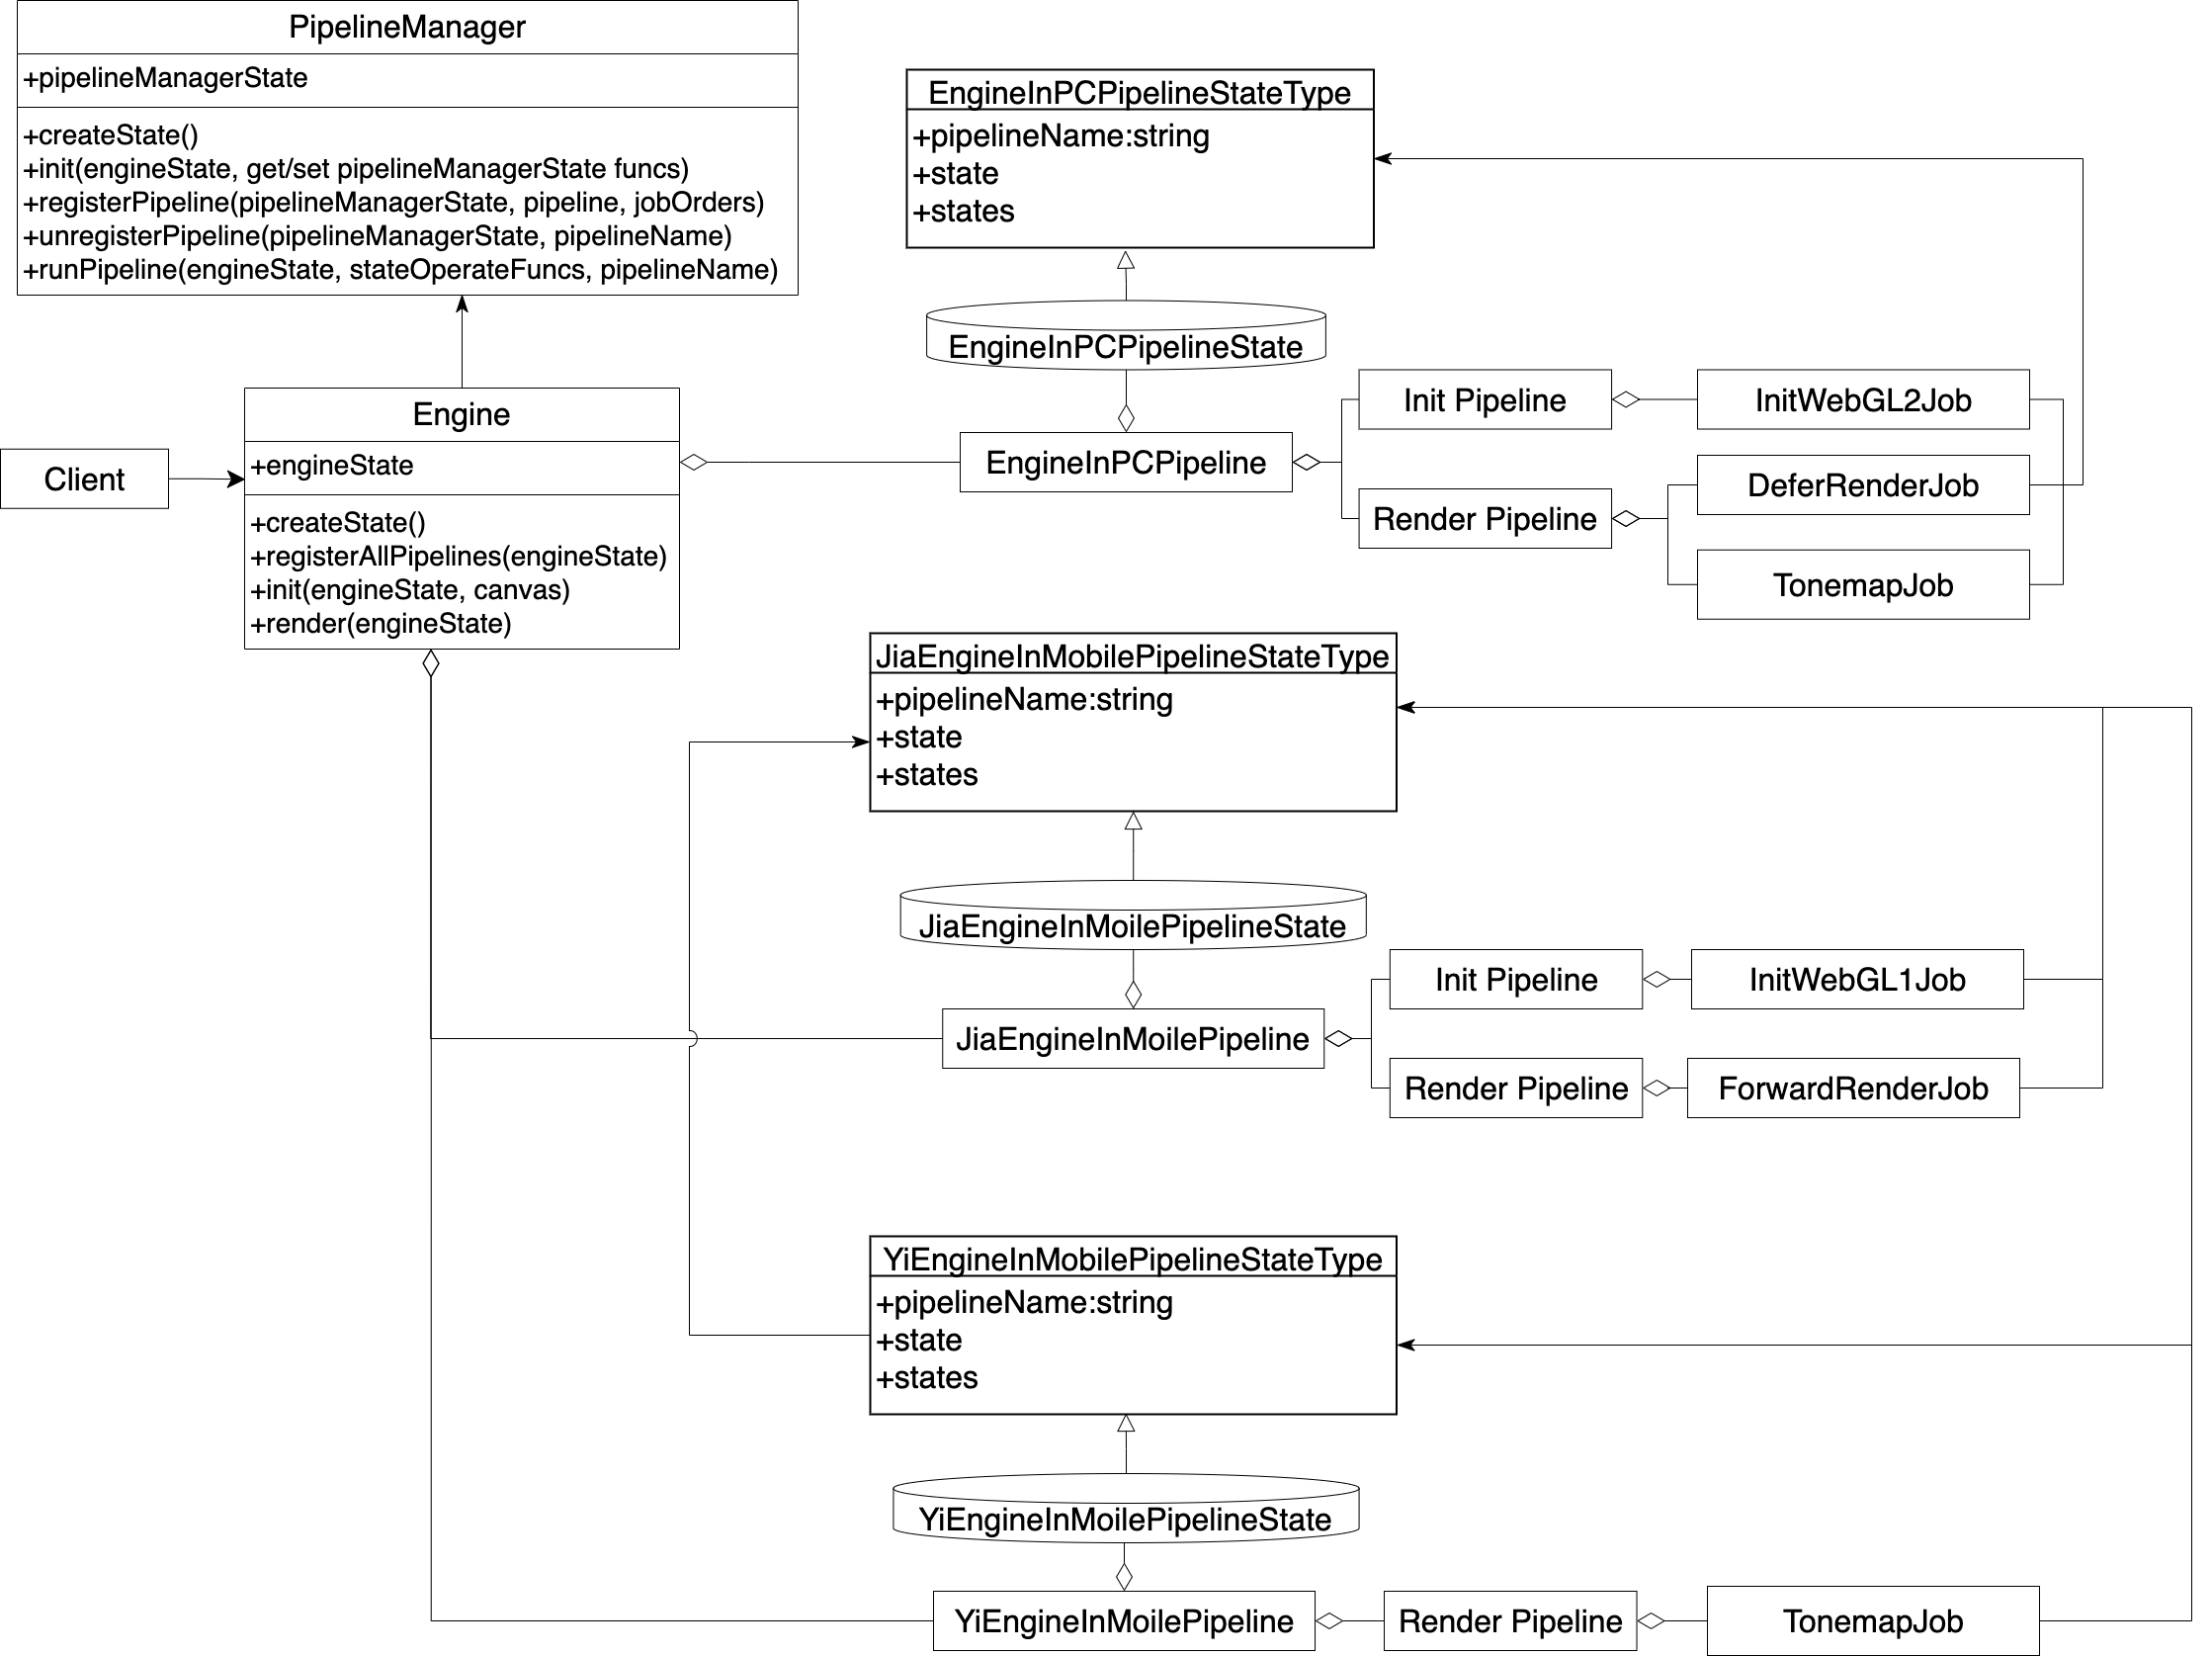 PipelineManager
+pipelineManagerState
+createState()
+init(engineState, get/set pipelineManagerState funcs)
+registerPipeline(pipelineManagerState, pipeline, jobOrders)
+unregisterPipeline(pipelineManagerState, pipelineName)
+runPipeline(engineState, stateOperateFuncs, pipelineName)
EngineInPCPipelineStateType
+pipelineName:string
+state
+states
EngineInPCPipelineState
Client
Engine
+engineState
+createState()
+registerAllPipelines(engineState)
+init(engineState, canvas)
+render(engineState)
EngineInPCPipeline
Init Pipeline
InitWebGL2Job
Render Pipeline
DeferRenderJob
TonemapJob
JiaEngineInMobilePipelineStateType
+pipelineName:string
+state
+states
JiaEngineInMoilePipelineState
JiaEngineInMoilePipeline
Init Pipeline
InitWebGL1Job
Render Pipeline
ForwardRenderJob
YiEngineInMobilePipelineStateType
+pipelineName:string
+state
+states
YiEngineInMoilePipelineState
YiEngineInMoilePipeline
Render Pipeline
TonemapJob